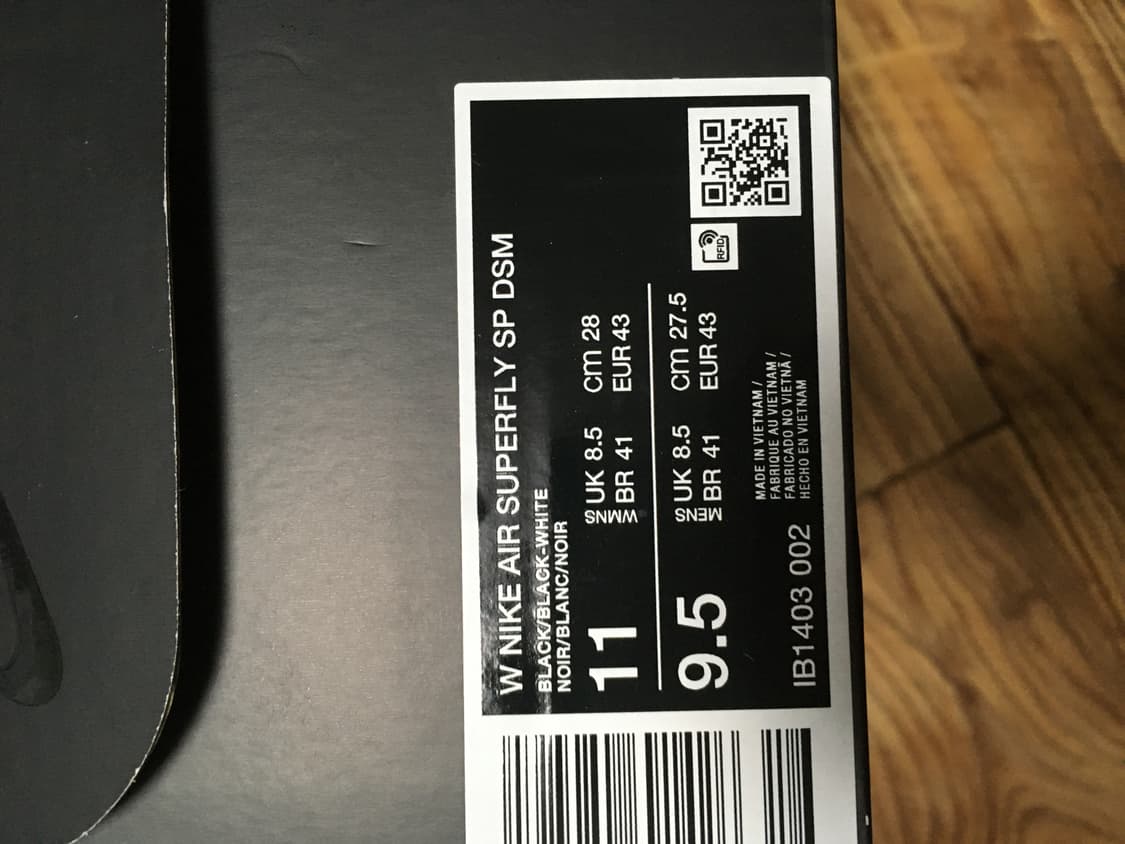 W NIKE AIR SUPERFLY SP DSM
BLACK/BLACK-WHITE
NOIR/BLANC/NOIR
11
WMNS
UK 8.5 cm 28
BR 41 EUR 43
9.5
MENS
UK 8.5 cm 27.5
BR 41 EUR 43
RFID
IB1403 002
MADE IN VIETNAM /
FABRIQUE AU VIETNAM /
FABRICADO NO VIETNÃ /
HECHO EN VIETNAM